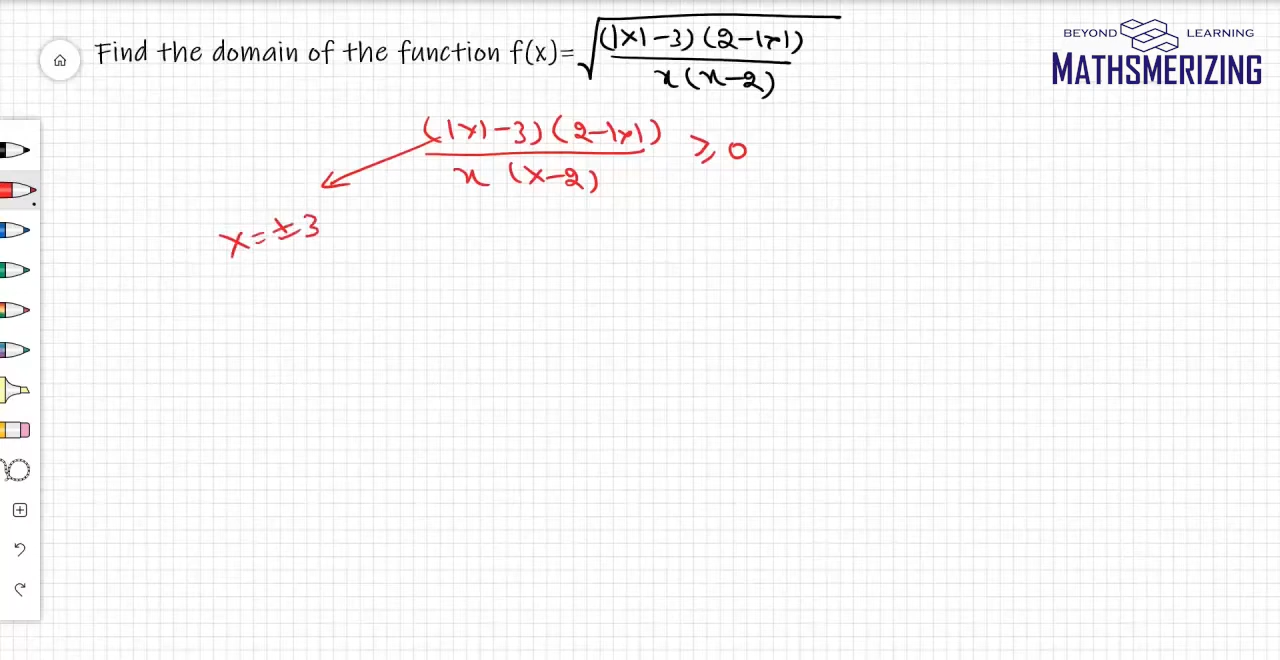 Find the domain of the function f(x)= √((|x|-3)(2-|x|) / x(x-2))
BEYOND LEARNING
MATHSMERIZING
(|x|-3)(2-|x|) / x(x-2) ≥ 0
x = ±3